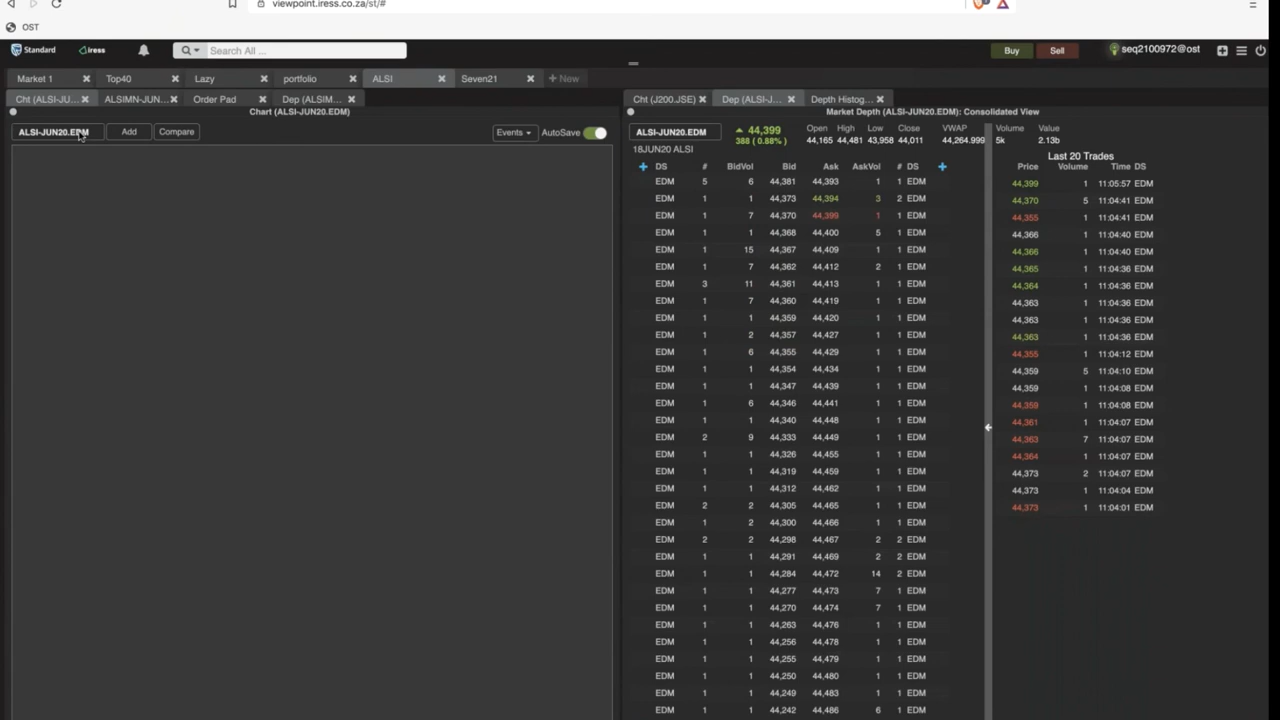 viewpoint.iress.co.za/st/#
OST
Standard iress Search All ... Buy Sell seq2100972@ost
Market 1 Top40 Lazy portfolio ALSI Seven21 New
Cht (ALSI-JU... ALSIMN-JUN... Order Pad Dep (ALSIM... Cht (J200.JSE) Dep (ALSI-J... Depth Histog...
Chart (ALSI-JUN20.EDM) Market Depth (ALSI-JUN20.EDM): Consolidated View
ALSI-JUN20.EDM Add Compare Events AutoSave
ALSI-JUN20.EDM 44,399 Open High Low Close VWAP Volume Value
388 ( 0.88% ) 44,165 44,481 43,958 44,011 44,264.999 5k 2.13b
18JUN20 ALSI
DS # BidVol Bid Ask AskVol # DS
EDM 5 6 44,381 44,393 1 1 EDM
EDM 1 1 44,373 44,394 3 2 EDM
EDM 1 7 44,370 44,399 1 1 EDM
EDM 1 1 44,368 44,400 5 1 EDM
EDM 1 15 44,367 44,409 1 1 EDM
EDM 1 7 44,362 44,412 2 1 EDM
EDM 3 11 44,361 44,413 1 1 EDM
EDM 1 7 44,360 44,419 1 1 EDM
EDM 1 1 44,359 44,420 1 1 EDM
EDM 1 2 44,357 44,427 1 1 EDM
EDM 1 6 44,355 44,429 1 1 EDM
EDM 1 1 44,354 44,434 1 1 EDM
EDM 1 1 44,347 44,439 1 1 EDM
EDM 1 6 44,346 44,441 1 1 EDM
EDM 1 1 44,340 44,448 1 1 EDM
EDM 2 9 44,333 44,449 1 1 EDM
EDM 1 1 44,326 44,455 1 1 EDM
EDM 1 1 44,319 44,459 1 1 EDM
EDM 1 1 44,312 44,462 1 1 EDM
EDM 2 2 44,305 44,465 1 1 EDM
EDM 1 2 44,300 44,466 1 1 EDM
EDM 2 2 44,298 44,467 2 2 EDM
EDM 1 1 44,291 44,469 2 2 EDM
EDM 1 1 44,284 44,472 14 2 EDM
EDM 1 1 44,277 44,473 7 1 EDM
EDM 1 1 44,270 44,474 7 1 EDM
EDM 1 1 44,263 44,476 1 1 EDM
EDM 1 1 44,256 44,478 1 1 EDM
EDM 1 1 44,255 44,479 1 1 EDM
EDM 1 1 44,250 44,480 1 1 EDM
EDM 1 1 44,249 44,483 1 1 EDM
EDM 1 1 44,242 44,486 6 1 EDM
Last 20 Trades
Price Volume Time DS
44,399 1 11:05:57 EDM
44,370 5 11:04:41 EDM
44,355 1 11:04:41 EDM
44,366 1 11:04:40 EDM
44,366 1 11:04:40 EDM
44,365 1 11:04:36 EDM
44,364 1 11:04:36 EDM
44,363 1 11:04:36 EDM
44,363 1 11:04:36 EDM
44,363 1 11:04:36 EDM
44,355 1 11:04:12 EDM
44,359 5 11:04:10 EDM
44,359 1 11:04:08 EDM
44,359 1 11:04:08 EDM
44,361 1 11:04:07 EDM
44,363 7 11:04:07 EDM
44,364 1 11:04:07 EDM
44,373 2 11:04:07 EDM
44,373 1 11:04:04 EDM
44,373 1 11:04:01 EDM